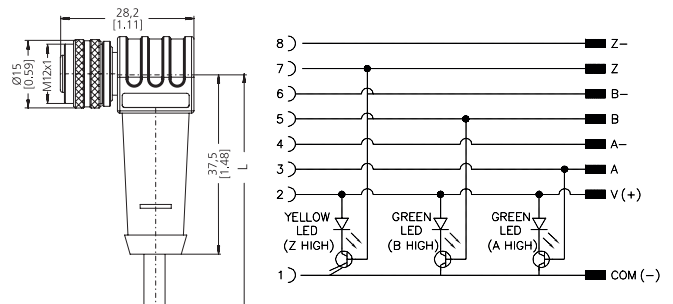 28,2
[1.11]
Ø15
[0.59]
M12x1
37,5
[1.48]
L
8 Z-
7 Z
6 B-
5 B
4 A-
3 A
2 V (+)
YELLOW
LED
(Z HIGH)
GREEN
LED
(B HIGH)
GREEN
LED
(A HIGH)
1 COM (-)